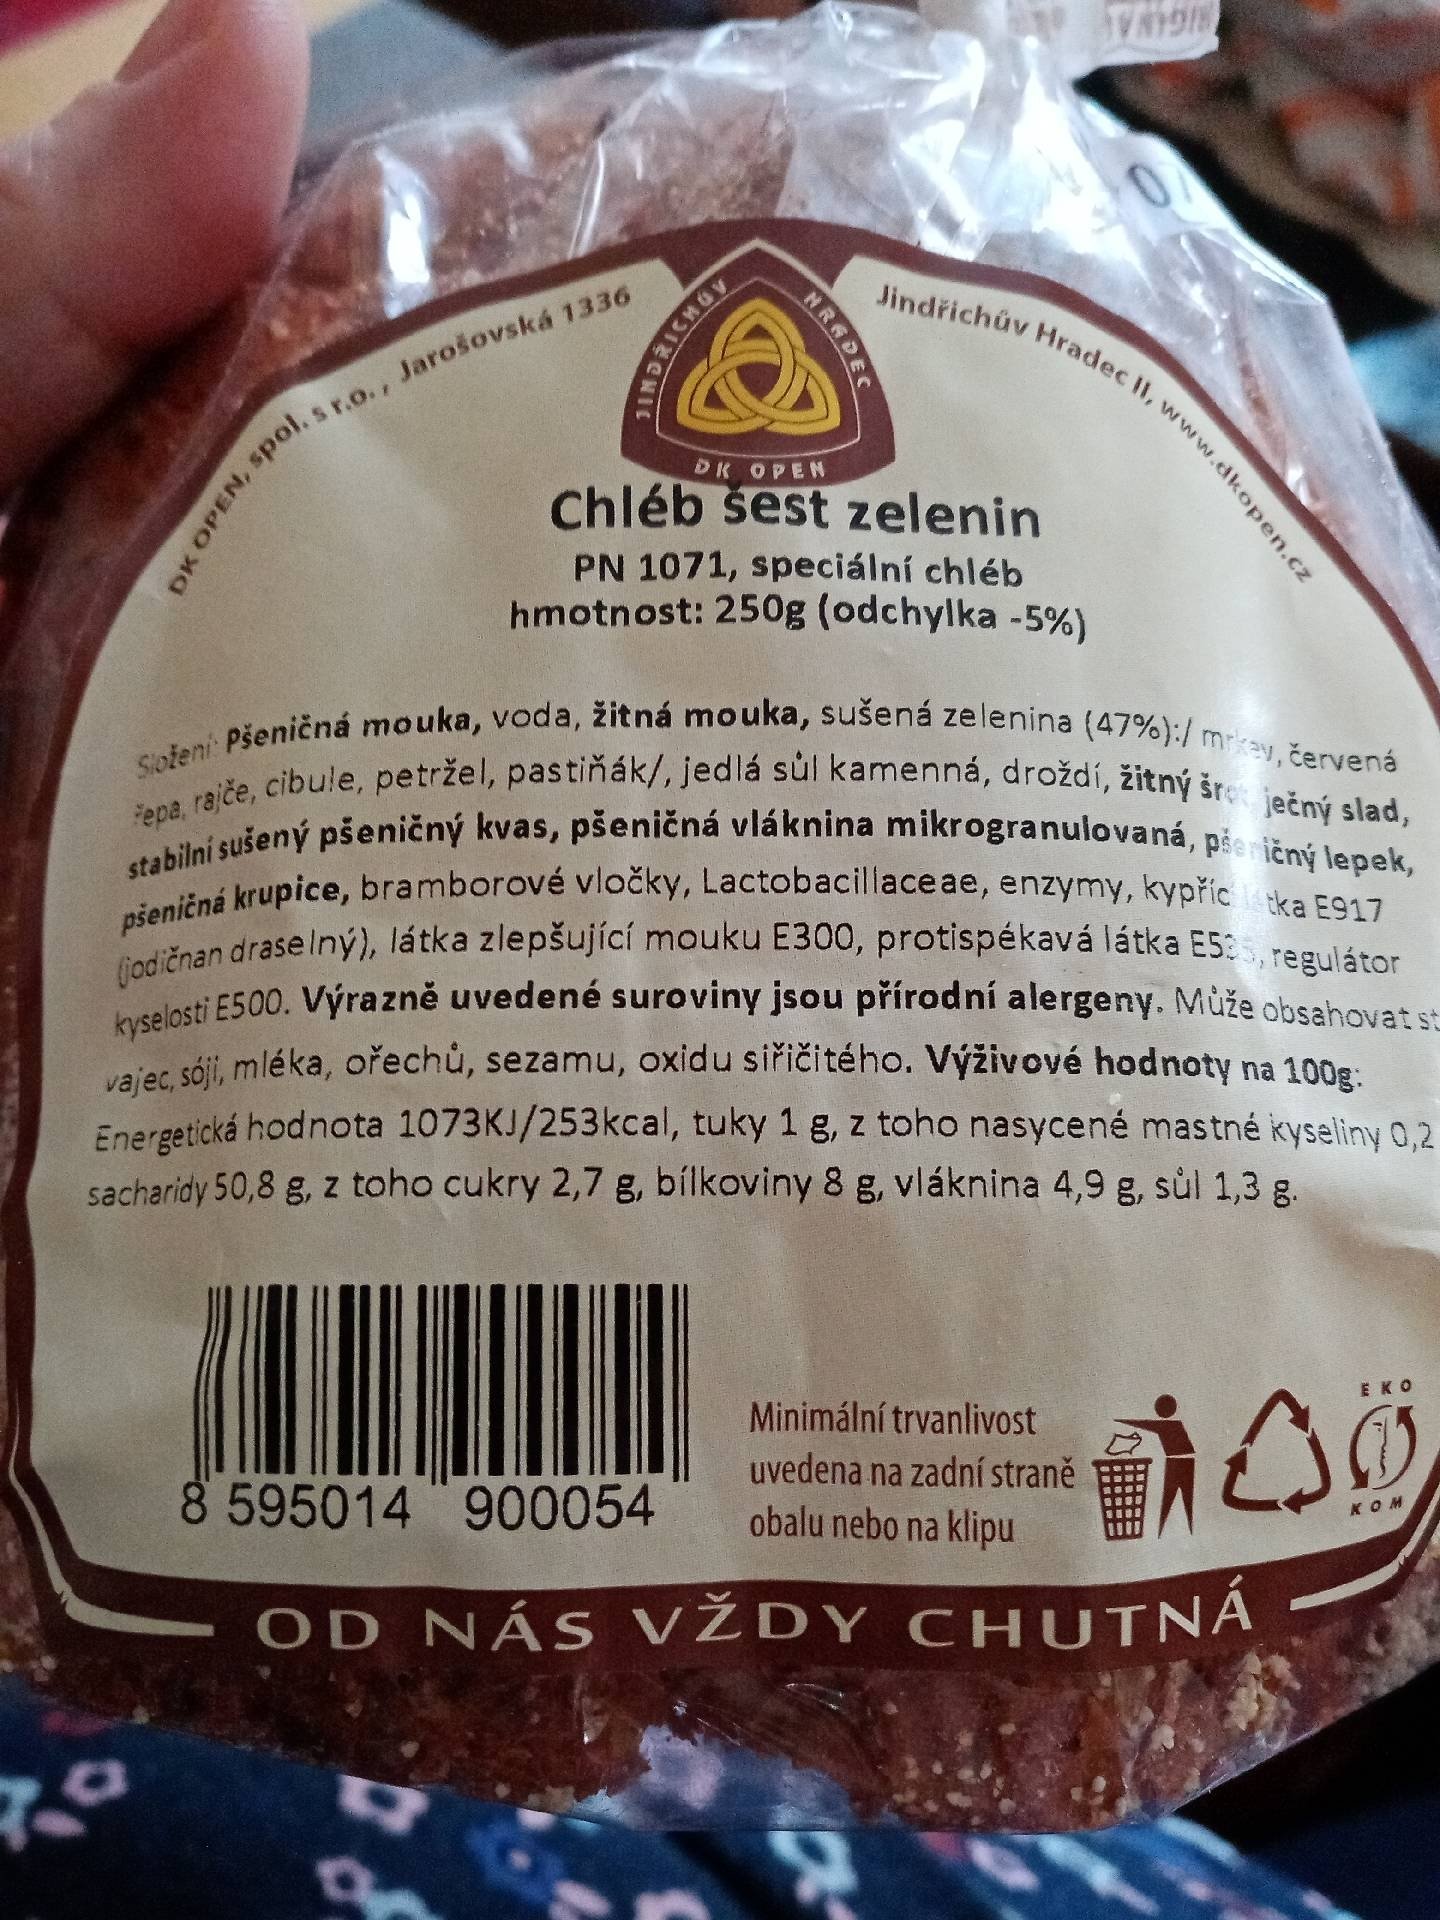 DK OPEN, spol. s r.o., Jarošovská 1336
JINDŘICHŮV HRADEC
Jindřichův Hradec II, www.dkopen.cz
DK OPEN
Chléb šest zelenin
PN 1071, speciální chléb
hmotnost: 250g (odchylka -5%)
Složení: Pšeničná mouka, voda, žitná mouka, sušená zelenina (47%):/ mrkev, červená
řepa, rajče, cibule, petržel, pastiňák/, jedlá sůl kamenná, droždí, žitný šrot ječný slad,
stabilní sušený pšeničný kvas, pšeničná vláknina mikrogranulovaná, pšeničný lepek,
pšeničná krupice, bramborové vločky, Lactobacillaceae, enzymy, E917
(jodičnan draselný), látka zlepšující mouku E300, protispékavá látka regulátor
kyselosti E500. Výrazně uvedené suroviny jsou přírodní alergeny. Může obsahovat
vajec, sóji, mléka, ořechů, sezamu, oxidu siřičitého. Výživové hodnoty na 100g:
Energetická hodnota 1073KJ/253kcal, tuky 1 g, z toho nasycené mastné kyseliny 0,2
sacharidy 50,8 g, z toho cukry 2,7 g, bílkoviny 8 g, vláknina 4,9 g, sůl 1,3 g.
8 595014 900054
Minimální trvanlivost
uvedena na zadní straně
obalu nebo na klipu
EKO
KOM
OD NÁS VŽDY CHUTNÁ